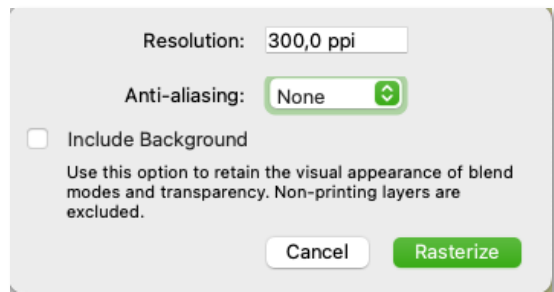 Resolution: 300,0 ppi
Anti-aliasing: None
Include Background
Use this option to retain the visual appearance of blend
modes and transparency. Non-printing layers are
excluded.
Cancel Rasterize